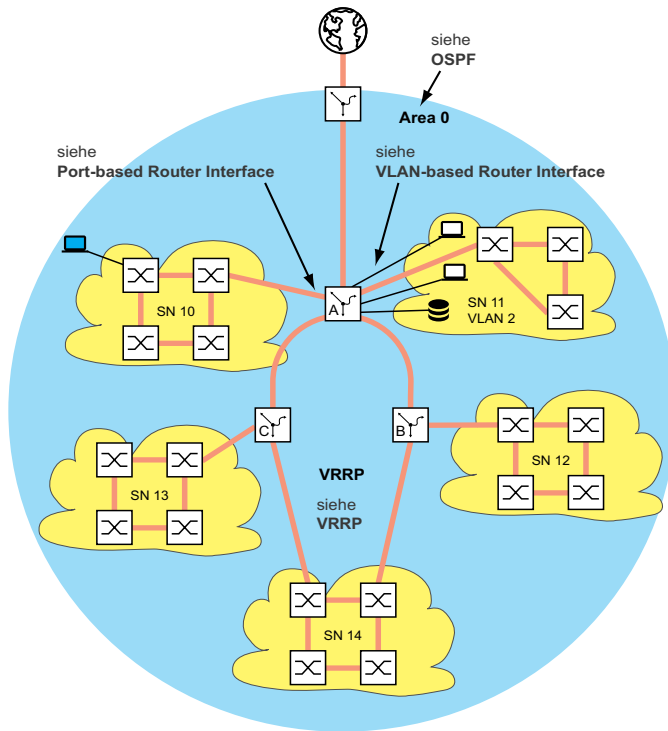 siehe
OSPF
Area 0
siehe
Port-based Router Interface
siehe
VLAN-based Router Interface
SN 10
A
SN 11
VLAN 2
C
B
SN 13
VRRP
siehe
VRRP
SN 12
SN 14